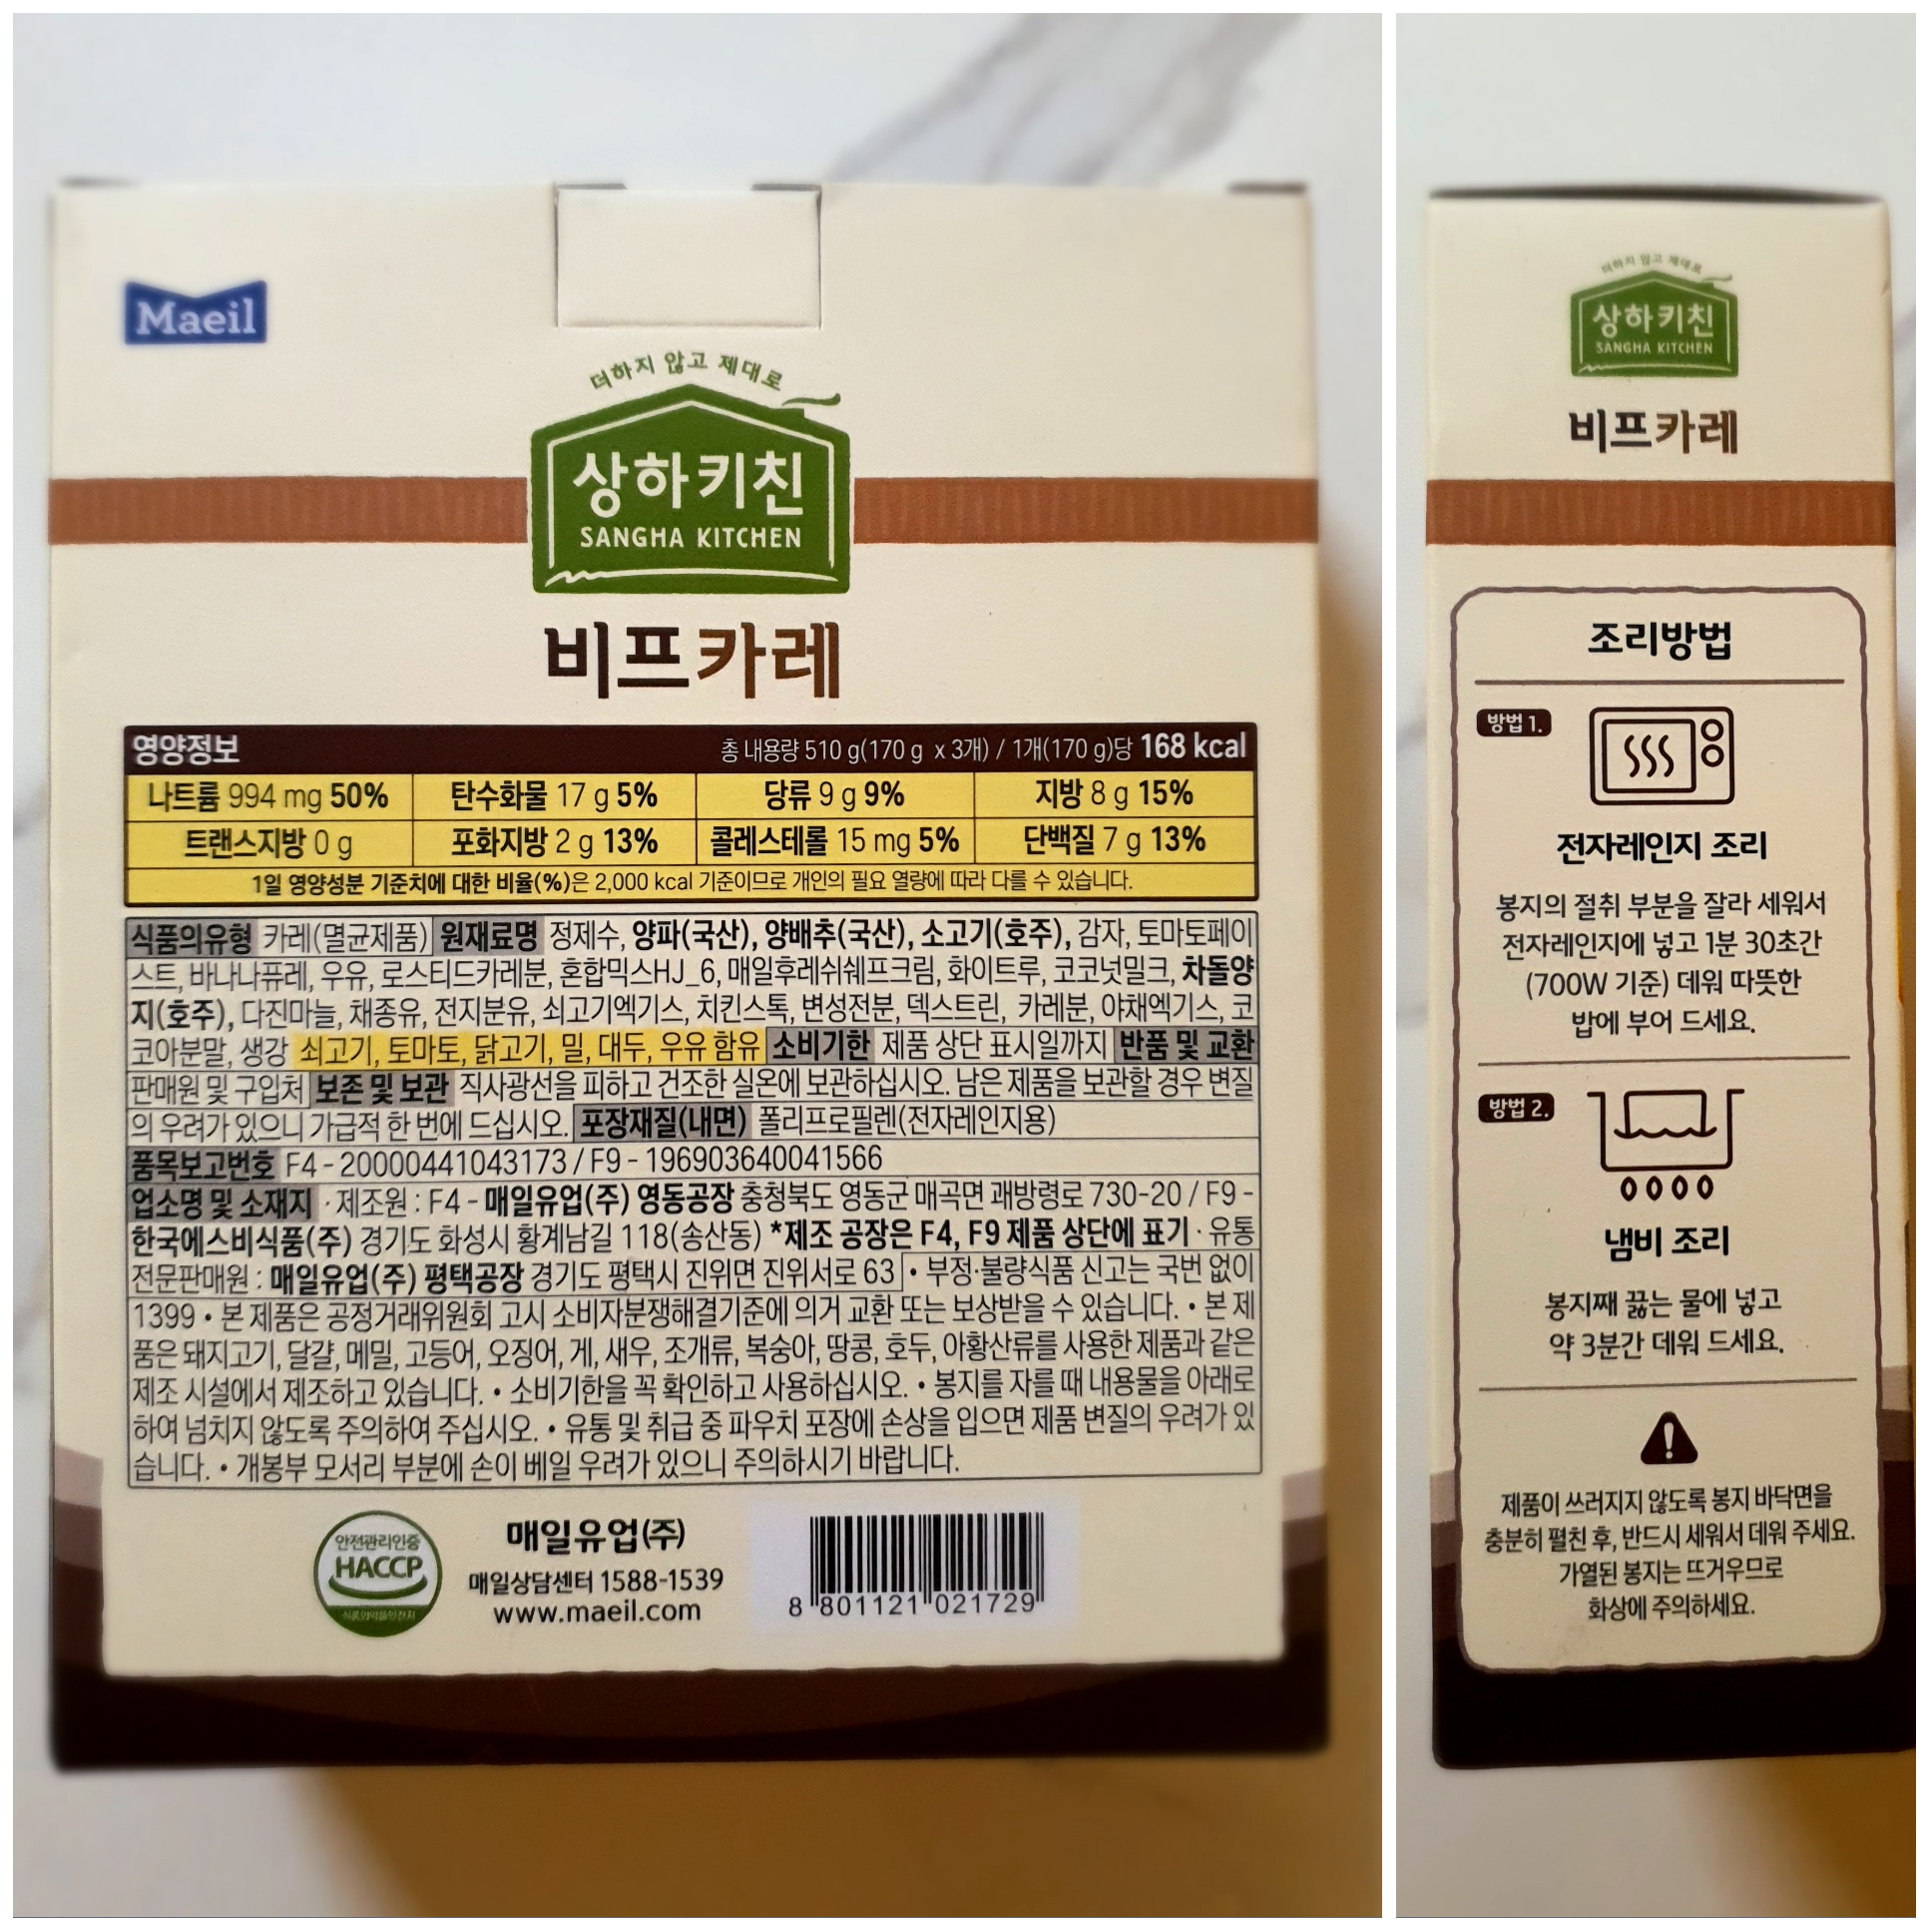 Maeil
더하지 않고 제대로
상하키친
SANGHA KITCHEN
비프카레
영양정보 총 내용량 510 g(170 g x 3개) / 1개(170 g)당 168 kcal
나트륨 994 mg 50% 탄수화물 17 g 5% 당류 9 g 9% 지방 8 g 15%
트랜스지방 0 g 포화지방 2 g 13% 콜레스테롤 15 mg 5% 단백질 7 g 13%
1일 영양성분 기준치에 대한 비율(%)은 2,000 kcal 기준이므로 개인의 필요 열량에 따라 다를 수 있습니다.
식품의유형 카레(멸균제품) 원재료명 정제수, 양파(국산), 양배추(국산), 소고기(호주), 감자, 토마토페이
스트, 바나나퓨레, 우유, 로스티드카레분, 혼합믹스HJ_6, 매일후레쉬쉐프크림, 화이트루, 코코넛밀크, 차돌양
지(호주), 다진마늘, 채종유, 전지분유, 쇠고기엑기스, 치킨스톡, 변성전분, 덱스트린, 카레분, 야채엑기스, 코
코아분말, 생강 쇠고기, 토마토, 닭고기, 밀, 대두, 우유 함유 소비기한 제품 상단 표시일까지 반품 및 교환
판매원 및 구입처 보존 및 보관 직사광선을 피하고 건조한 실온에 보관하십시오. 남은 제품을 보관할 경우 변질
의 우려가 있으니 가급적 한 번에 드십시오. 포장재질(내면) 폴리프로필렌(전자레인지용)
품목보고번호 F4 - 20000441043173 / F9 - 196903640041566
업소명 및 소재지 · 제조원 : F4 - 매일유업(주) 영동공장 충청북도 영동군 매곡면 괘방령로 730-20 / F9 -
한국에스비식품(주) 경기도 화성시 황계남길 118(송산동) *제조 공장은 F4, F9 제품 상단에 표기 · 유통
전문판매원 : 매일유업(주) 평택공장 경기도 평택시 진위면 진위서로 63 • 부정·불량식품 신고는 국번 없이
1399 • 본 제품은 공정거래위원회 고시 소비자분쟁해결기준에 의거 교환 또는 보상받을 수 있습니다. • 본 제
품은 돼지고기, 달걀, 메밀, 고등어, 오징어, 게, 새우, 조개류, 복숭아, 땅콩, 호두, 아황산류를 사용한 제품과 같은
제조 시설에서 제조하고 있습니다. • 소비기한을 꼭 확인하고 사용하십시오. • 봉지를 자를 때 내용물을 아래로
하여 넘치지 않도록 주의하여 주십시오. • 유통 및 취급 중 파우치 포장에 손상을 입으면 제품 변질의 우려가 있
습니다. • 개봉부 모서리 부분에 손이 베일 우려가 있으니 주의하시기 바랍니다.
안전관리인증
HACCP
식품의약품안전처
매일유업(주)
매일상담센터 1588-1539
www.maeil.com
8 801121 021729
더하지 않고 제대로
상하키친
SANGHA KITCHEN
비프카레
조리방법
방법 1.
전자레인지 조리
봉지의 절취 부분을 잘라 세워서
전자레인지에 넣고 1분 30초간
(700W 기준) 데워 따뜻한
밥에 부어 드세요.
방법 2.
냄비 조리
봉지째 끓는 물에 넣고
약 3분간 데워 드세요.
제품이 쓰러지지 않도록 봉지 바닥면을
충분히 펼친 후, 반드시 세워서 데워 주세요.
가열된 봉지는 뜨거우므로
화상에 주의하세요.